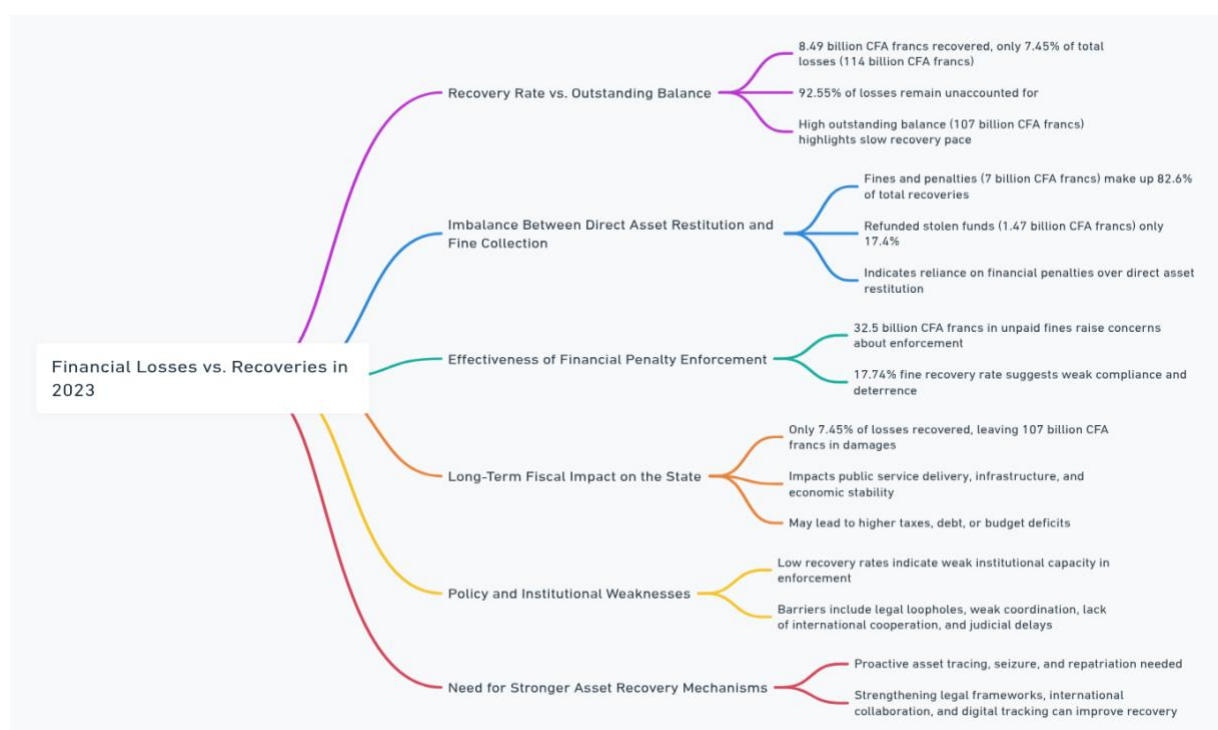 Financial Losses vs. Recoveries in
2023
Recovery Rate vs. Outstanding Balance
8.49 billion CFA francs recovered, only 7.45% of total
losses (114 billion CFA francs)
92.55% of losses remain unaccounted for
High outstanding balance (107 billion CFA francs)
highlights slow recovery pace
Imbalance Between Direct Asset Restitution and
Fine Collection
Fines and penalties (7 billion CFA francs) make up 82.6%
of total recoveries
Refunded stolen funds (1.47 billion CFA francs) only
17.4%
Indicates reliance on financial penalties over direct asset
restitution
Effectiveness of Financial Penalty Enforcement
32.5 billion CFA francs in unpaid fines raise concerns
about enforcement
17.74% fine recovery rate suggests weak compliance and
deterrence
Long-Term Fiscal Impact on the State
Only 7.45% of losses recovered, leaving 107 billion CFA
francs in damages
Impacts public service delivery, infrastructure, and
economic stability
May lead to higher taxes, debt, or budget deficits
Policy and Institutional Weaknesses
Low recovery rates indicate weak institutional capacity in
enforcement
Barriers include legal loopholes, weak coordination, lack
of international cooperation, and judicial delays
Need for Stronger Asset Recovery Mechanisms
Proactive asset tracing, seizure, and repatriation needed
Strengthening legal frameworks, international
collaboration, and digital tracking can improve recovery